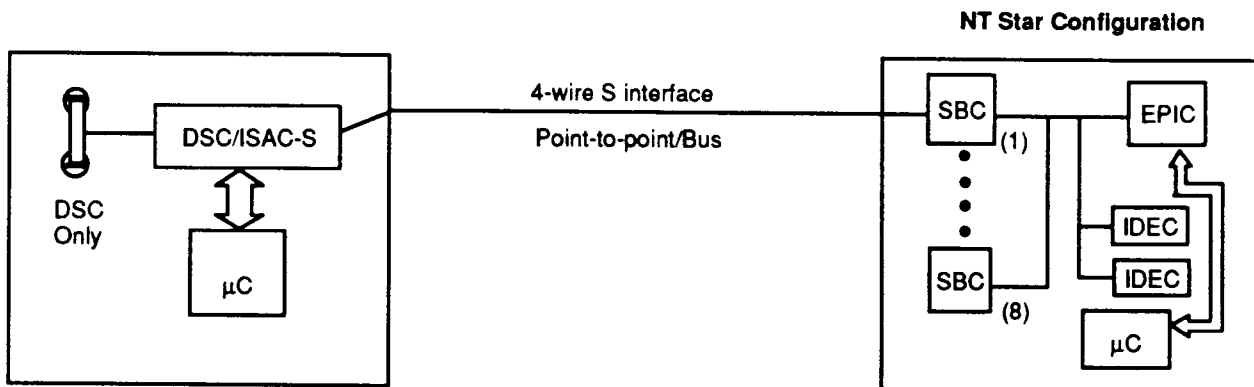 NT Star Configuration
4-wire S interface
Point-to-point/Bus
DSC/ISAC-S
DSC
Only
µC
SBC
(1)
EPIC
IDEC
IDEC
SBC
(8)
µC